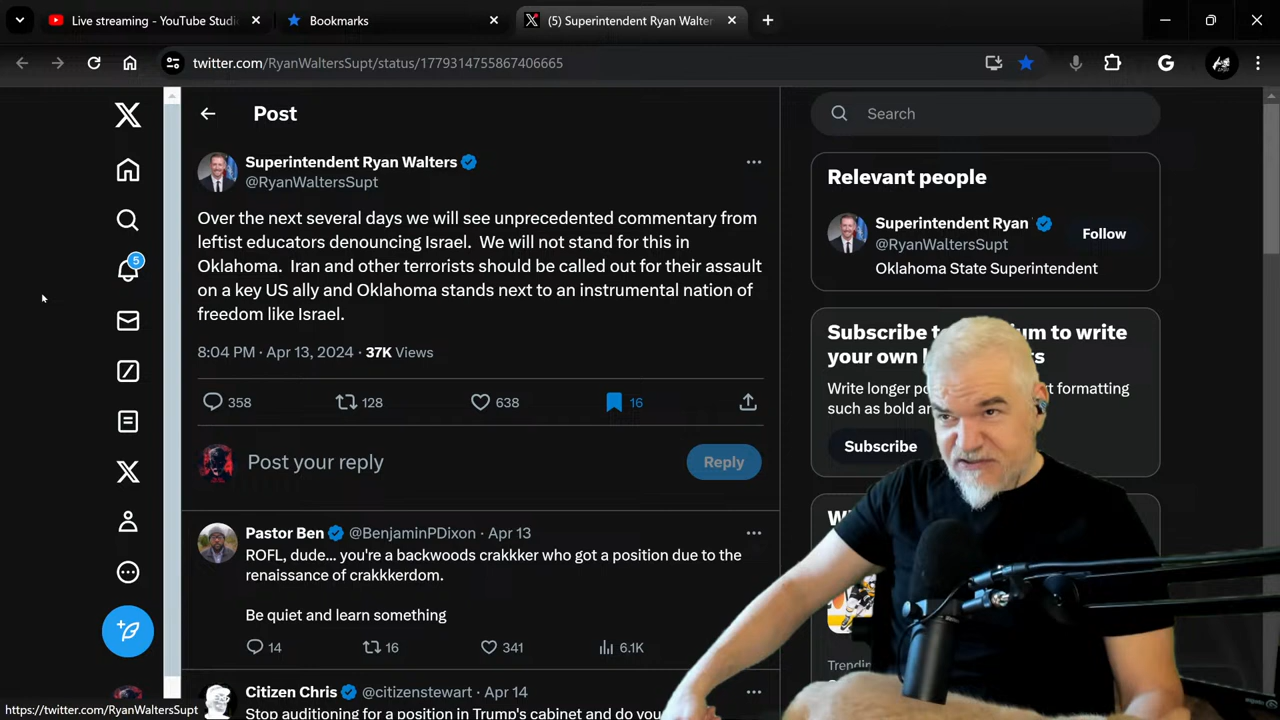 Live streaming - YouTube Studi
Bookmarks
(5) Superintendent Ryan Walter
twitter.com/RyanWaltersSupt/status/1779314755867406665
Post
Search
Superintendent Ryan Walters
@RyanWaltersSupt
Over the next several days we will see unprecedented commentary from
leftist educators denouncing Israel. We will not stand for this in
Oklahoma. Iran and other terrorists should be called out for their assault
on a key US ally and Oklahoma stands next to an instrumental nation of
freedom like Israel.
8:04 PM · Apr 13, 2024 · 37K Views
358
128
638
16
Post your reply
Reply
Pastor Ben @BenjaminPDixon · Apr 13
ROFL, dude... you're a backwoods crakkker who got a position due to the
renaissance of crakkkerdom.
Be quiet and learn something
14
16
341
6.1K
Citizen Chris @citizenstewart · Apr 14
Stop auditioning for a position in Trump's cabinet and do you
5
Relevant people
Superintendent Ryan
@RyanWaltersSupt
Follow
Oklahoma State Superintendent
Subscribe to um to write
your own
Write longer formatting
such as bold
Subscribe
Trending
https://twitter.com/RyanWaltersSupt